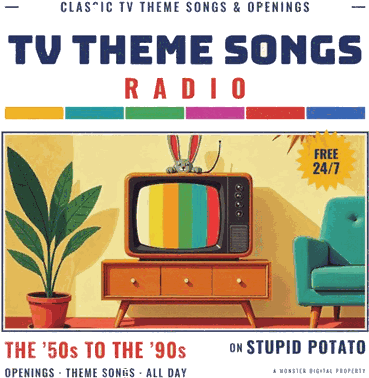 CLASSIC TV THEME SONGS & OPENINGS
TV THEME SONGS
RADIO
FREE
24/7
THE '50s TO THE '90s
ON STUPID POTATO
OPENINGS · THEME SONGS · ALL DAY
A MONSTER DIGITAL PROPERTY